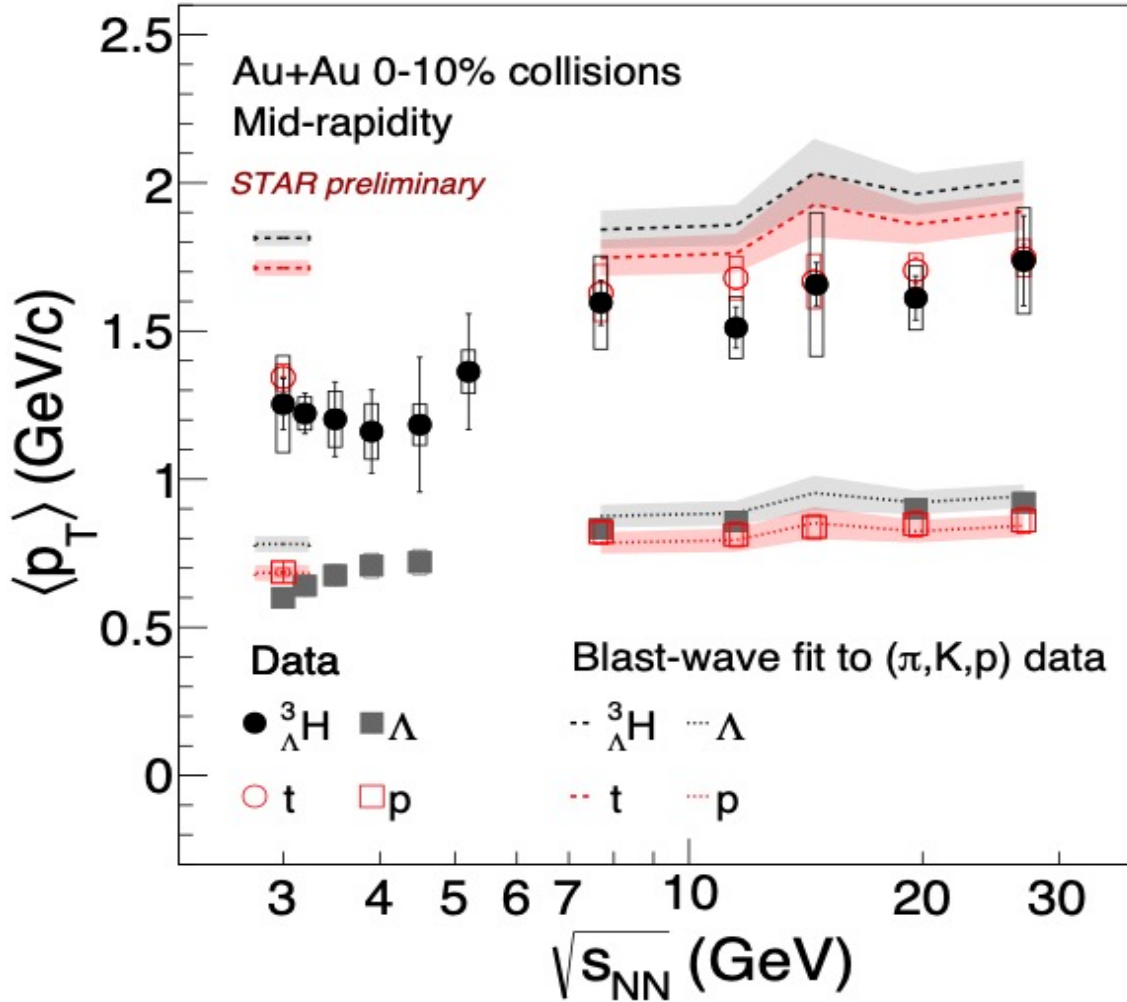 Au+Au 0-10% collisions
Mid-rapidity
STAR preliminary
⟨p_T⟩ (GeV/c)
2.5
2
1.5
1
0.5
0
Data
³_ΛH Λ
t p
Blast-wave fit to (π,K,p) data
³_ΛH Λ
t p
3 4 5 6 7 10 20 30
√s_NN (GeV)